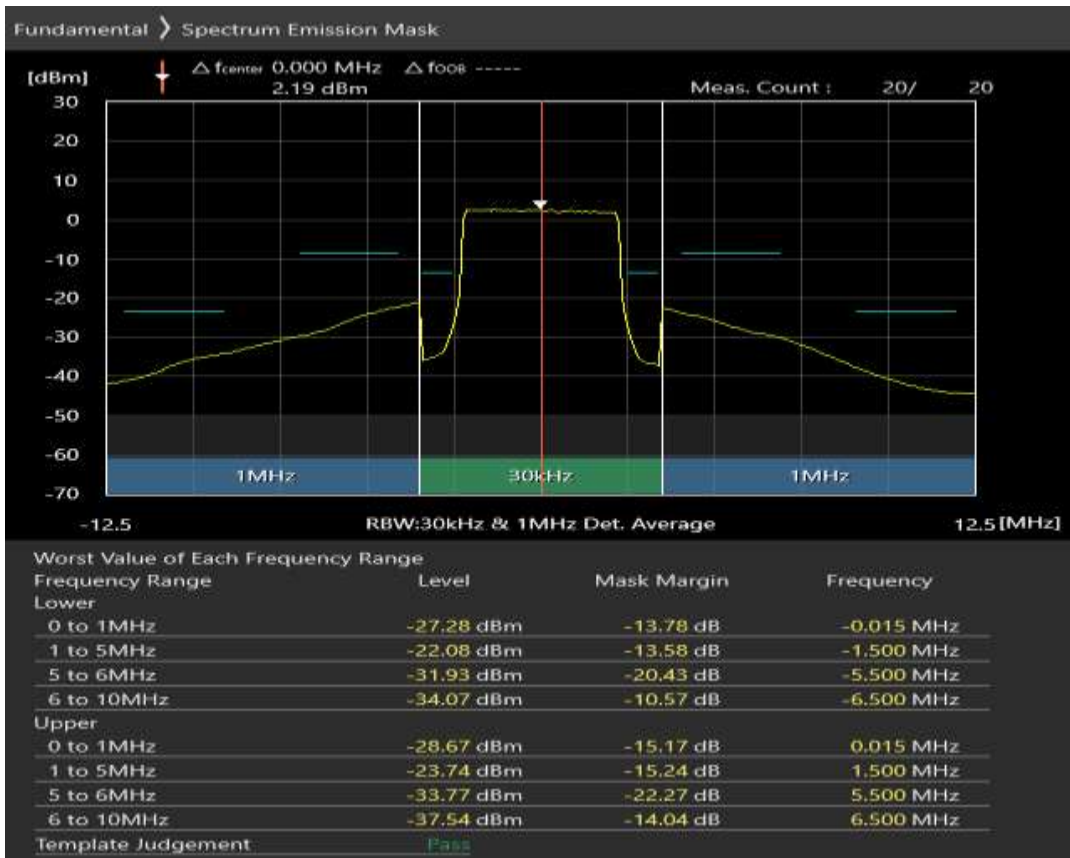 Fundamental ❭ Spectrum Emission Mask
△ fcenter 0.000 MHz △ fOOB -----
[dBm] 2.19 dBm Meas. Count : 20/ 20
30
20
10
0
-10
-20
-30
-40
-50
-60
1MHz 30kHz 1MHz
-70
-12.5 RBW:30kHz & 1MHz Det. Average 12.5 [MHz]
Worst Value of Each Frequency Range
Frequency Range Level Mask Margin Frequency
Lower
0 to 1MHz -27.28 dBm -13.78 dB -0.015 MHz
1 to 5MHz -22.08 dBm -13.58 dB -1.500 MHz
5 to 6MHz -31.93 dBm -20.43 dB -5.500 MHz
6 to 10MHz -34.07 dBm -10.57 dB -6.500 MHz
Upper
0 to 1MHz -28.67 dBm -15.17 dB 0.015 MHz
1 to 5MHz -23.74 dBm -15.24 dB 1.500 MHz
5 to 6MHz -33.77 dBm -22.27 dB 5.500 MHz
6 to 10MHz -37.54 dBm -14.04 dB 6.500 MHz
Template Judgement Pass